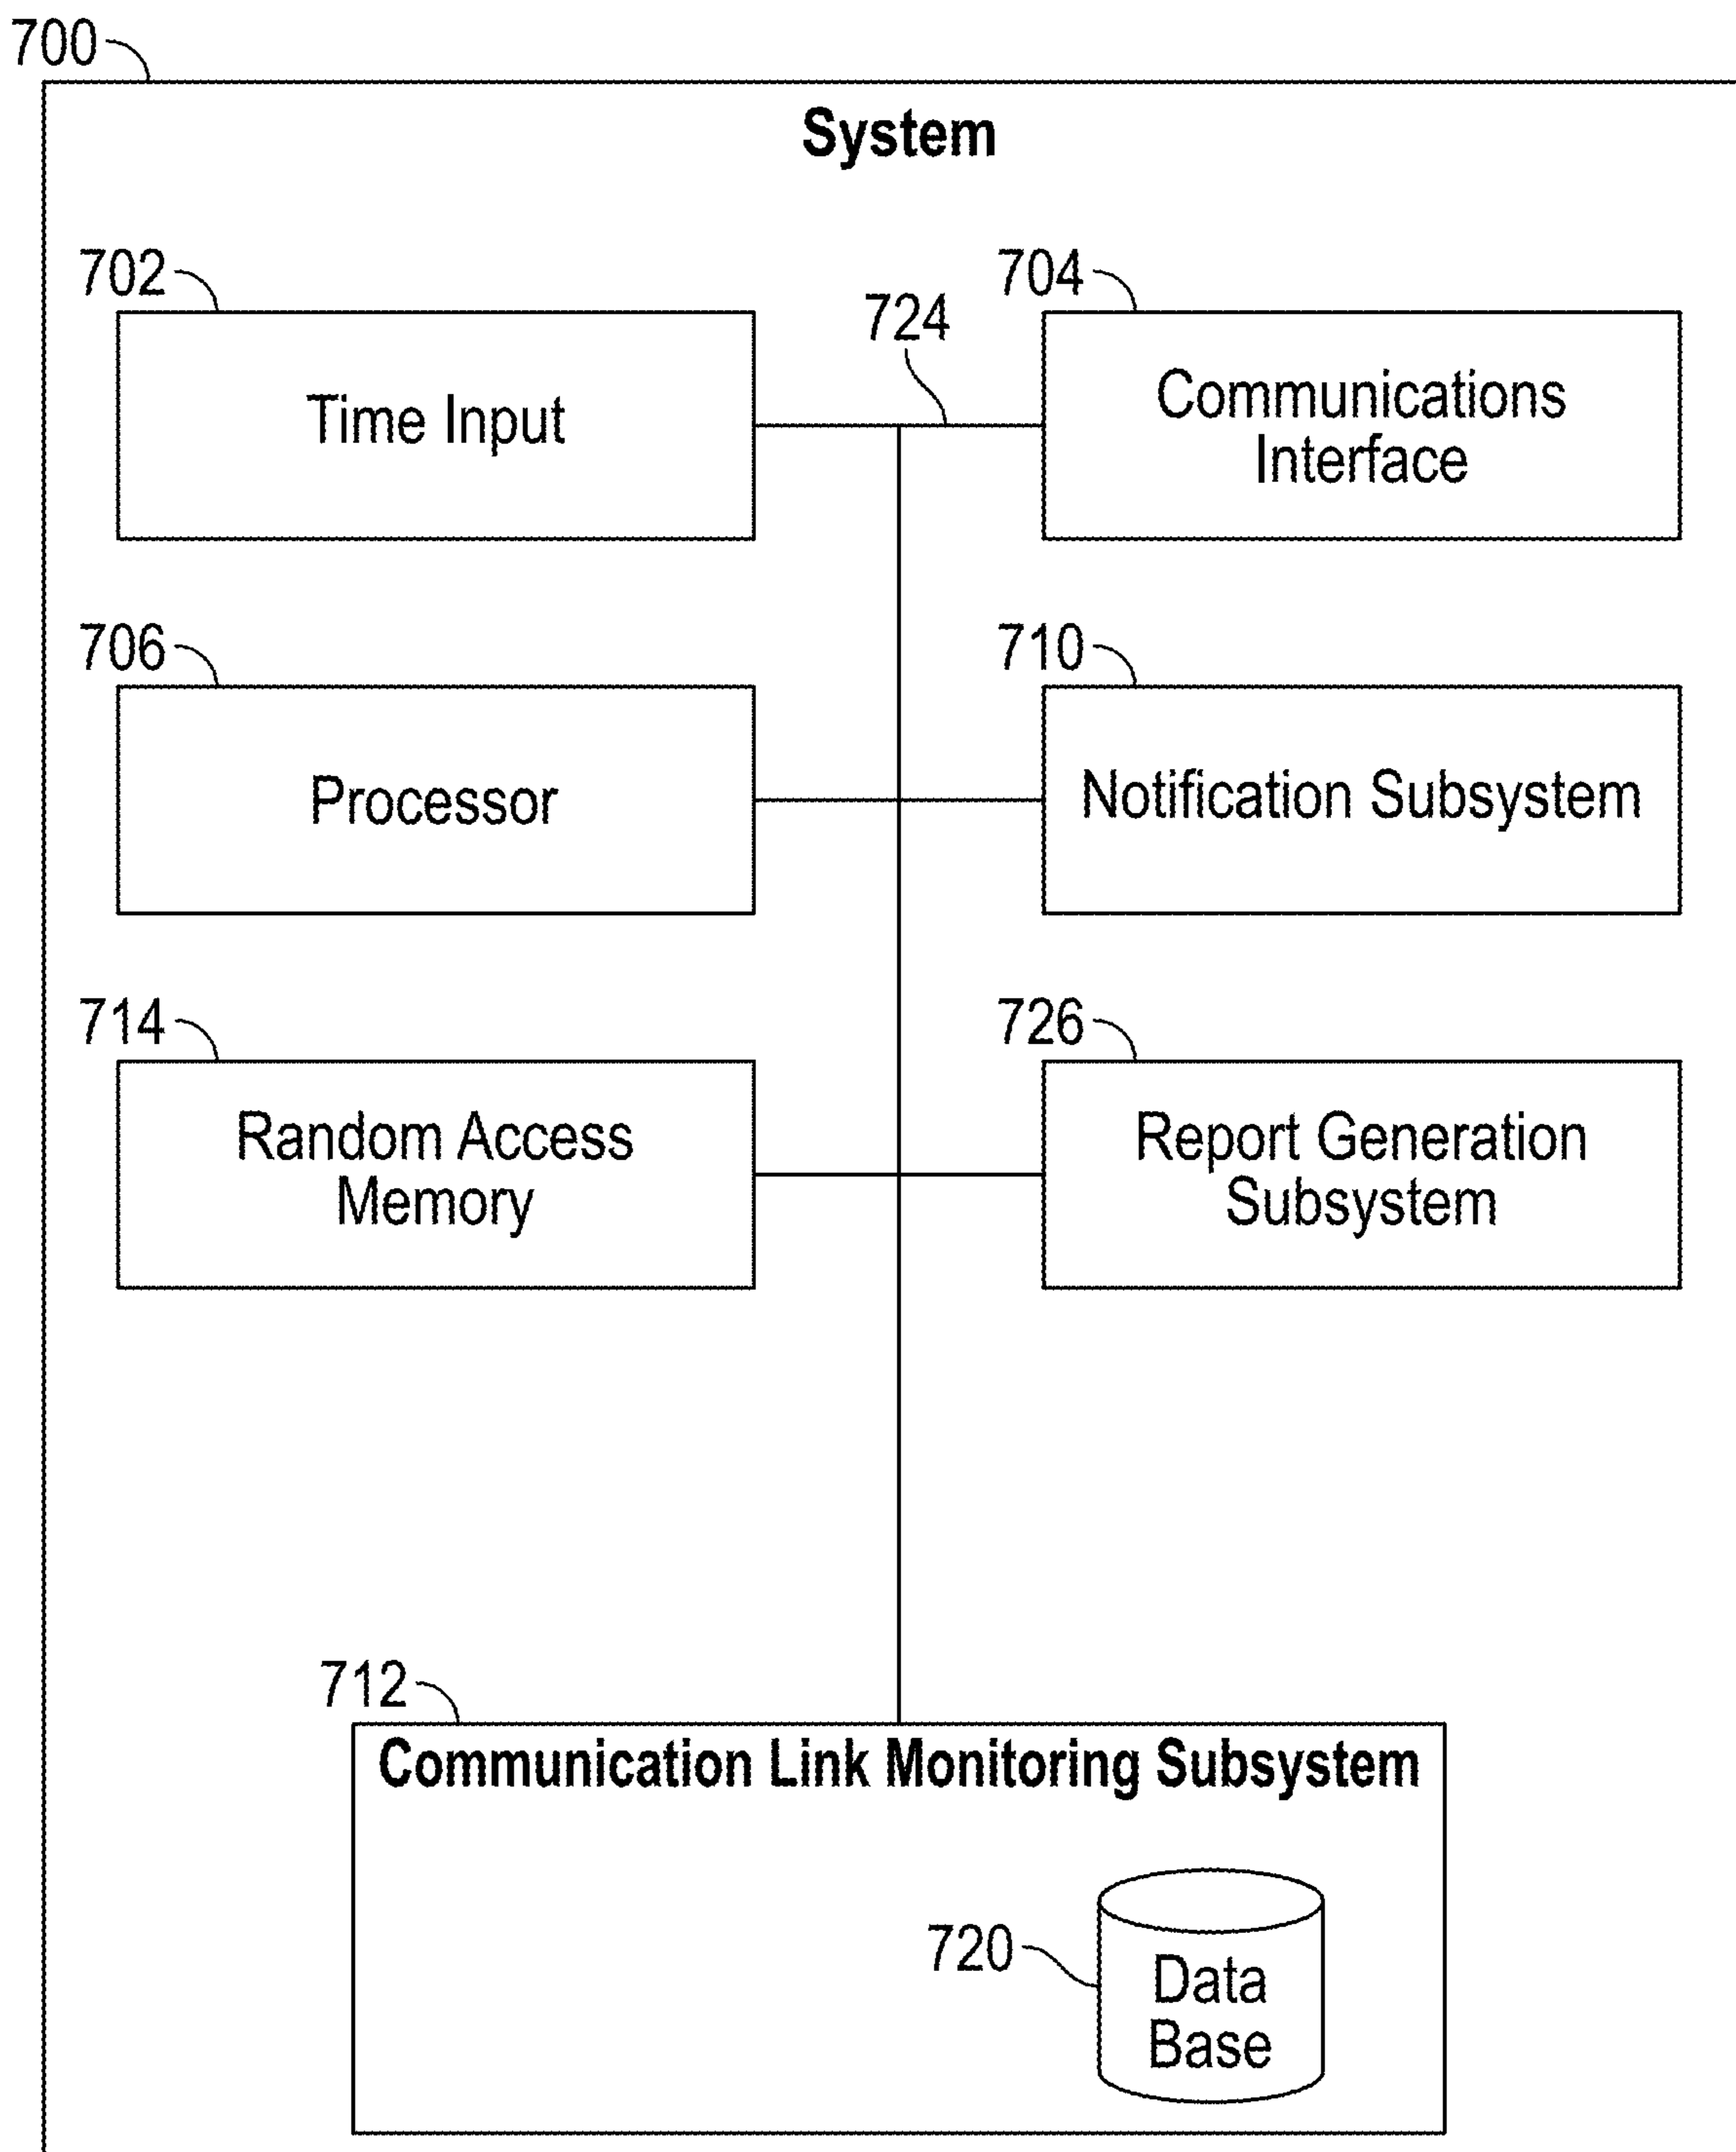 700
System
702
704
724
Time Input
Communications
Interface
706
710
Processor
Notification Subsystem
714
726
Random Access
Memory
Report Generation
Subsystem
712
Communication Link Monitoring Subsystem
720
Data
Base